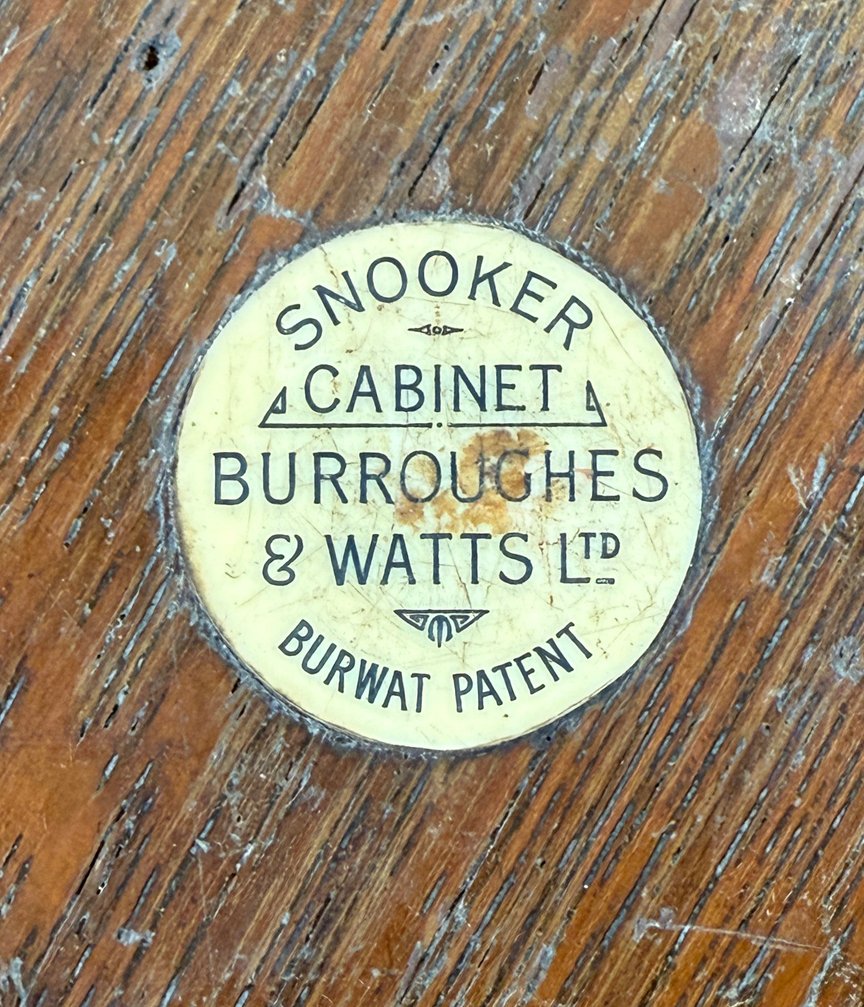 SNOOKER
CABINET
BURROUGHES
& WATTS LTD
BURWAT PATENT